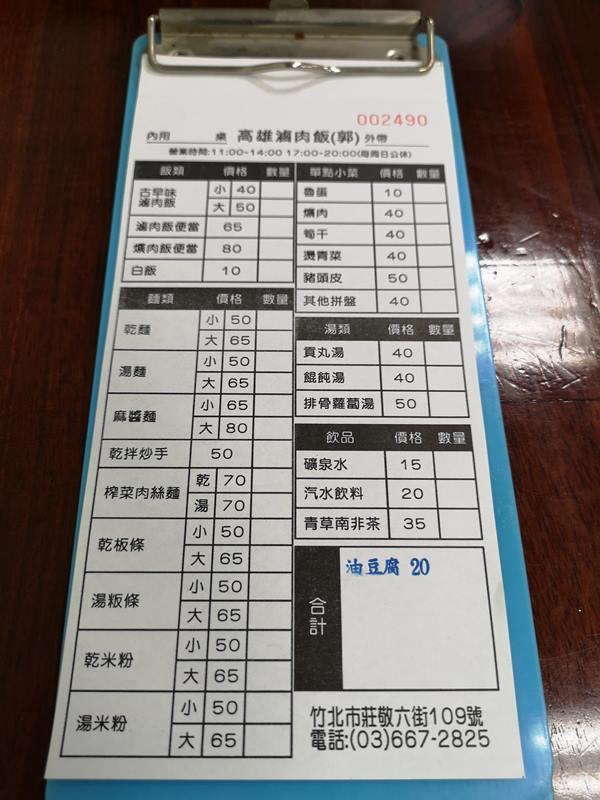 002490
內用 桌 高雄滷肉飯(郭) 外帶
營業時間:11:00-14:00 17:00-20:00(每周日公休)
飯類 價格 數量
古早味滷肉飯 小 40
大 50
滷肉飯便當 65
爌肉飯便當 80
白飯 10
麵類 價格 數量
乾麵 小 50
大 65
湯麵 小 50
大 65
麻醬麵 小 65
大 80
乾拌炒手 50
榨菜肉絲麵 乾 70
湯 70
乾板條 小 50
大 65
湯粄條 小 50
大 65
乾米粉 小 50
大 65
湯米粉 小 50
大 65
單點小菜 價格 數量
魯蛋 10
爌肉 40
筍干 40
燙青菜 40
豬頭皮 50
其他拼盤 40
湯類 價格 數量
貢丸湯 40
餛飩湯 40
排骨蘿蔔湯 50
飲品 價格 數量
礦泉水 15
汽水飲料 20
青草南非茶 35
合計
油豆腐 20
竹北市莊敬六街109號
電話:(03)667-2825